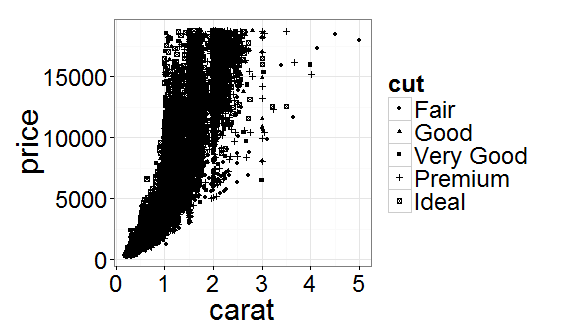 price
15000
10000
5000
0
0 1 2 3 4 5
carat
cut
Fair
Good
Very Good
Premium
Ideal